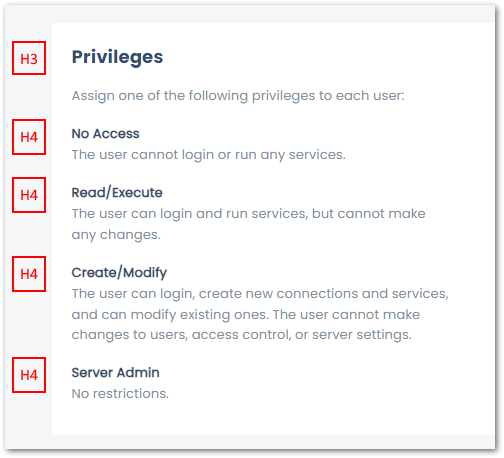 H3 Privileges
Assign one of the following privileges to each user:
H4 No Access
The user cannot login or run any services.
H4 Read/Execute
The user can login and run services, but cannot make
any changes.
H4 Create/Modify
The user can login, create new connections and services,
and can modify existing ones. The user cannot make
changes to users, access control, or server settings.
H4 Server Admin
No restrictions.